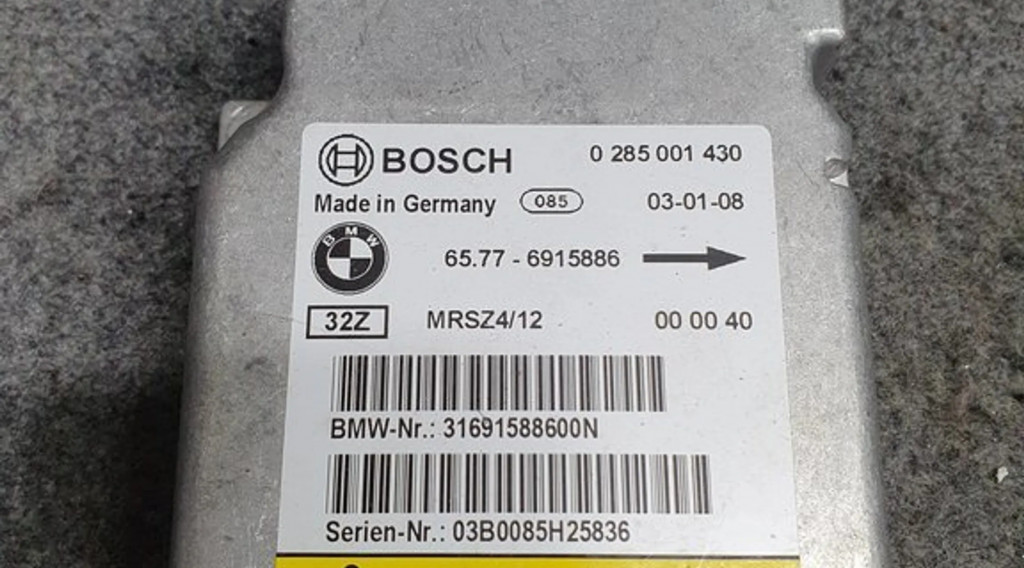 BOSCH 0 285 001 430
Made in Germany 085 03-01-08
BMW 65.77 - 6915886
32Z MRSZ4/12 00 00 40
BMW-Nr.: 31691588600N
Serien-Nr.: 03B0085H25836